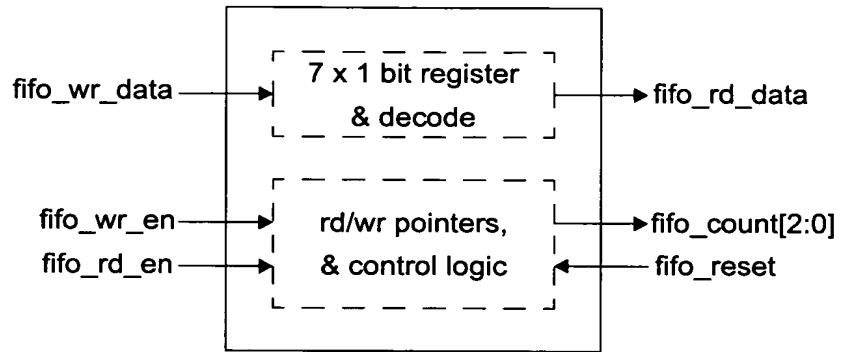 7 x 1 bit register
& decode
fifo_wr_data
fifo_rd_data
fifo_wr_en
fifo_rd_en
rd/wr pointers,
& control logic
fifo_count[2:0]
fifo_reset